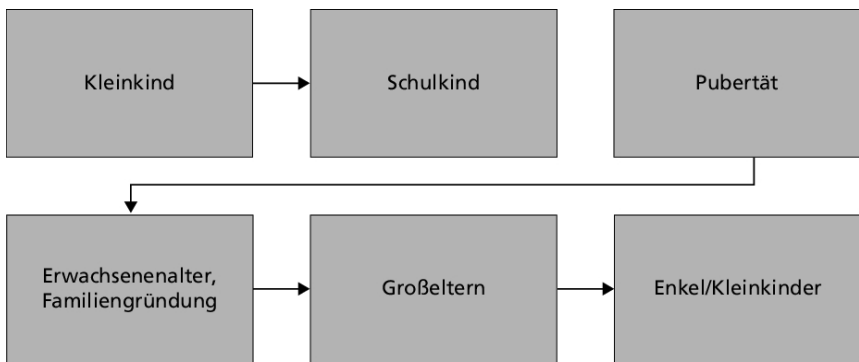 Kleinkind
Schulkind
Pubertät
Erwachsenenalter,
Familiengründung
Großeltern
Enkel/Kleinkinder